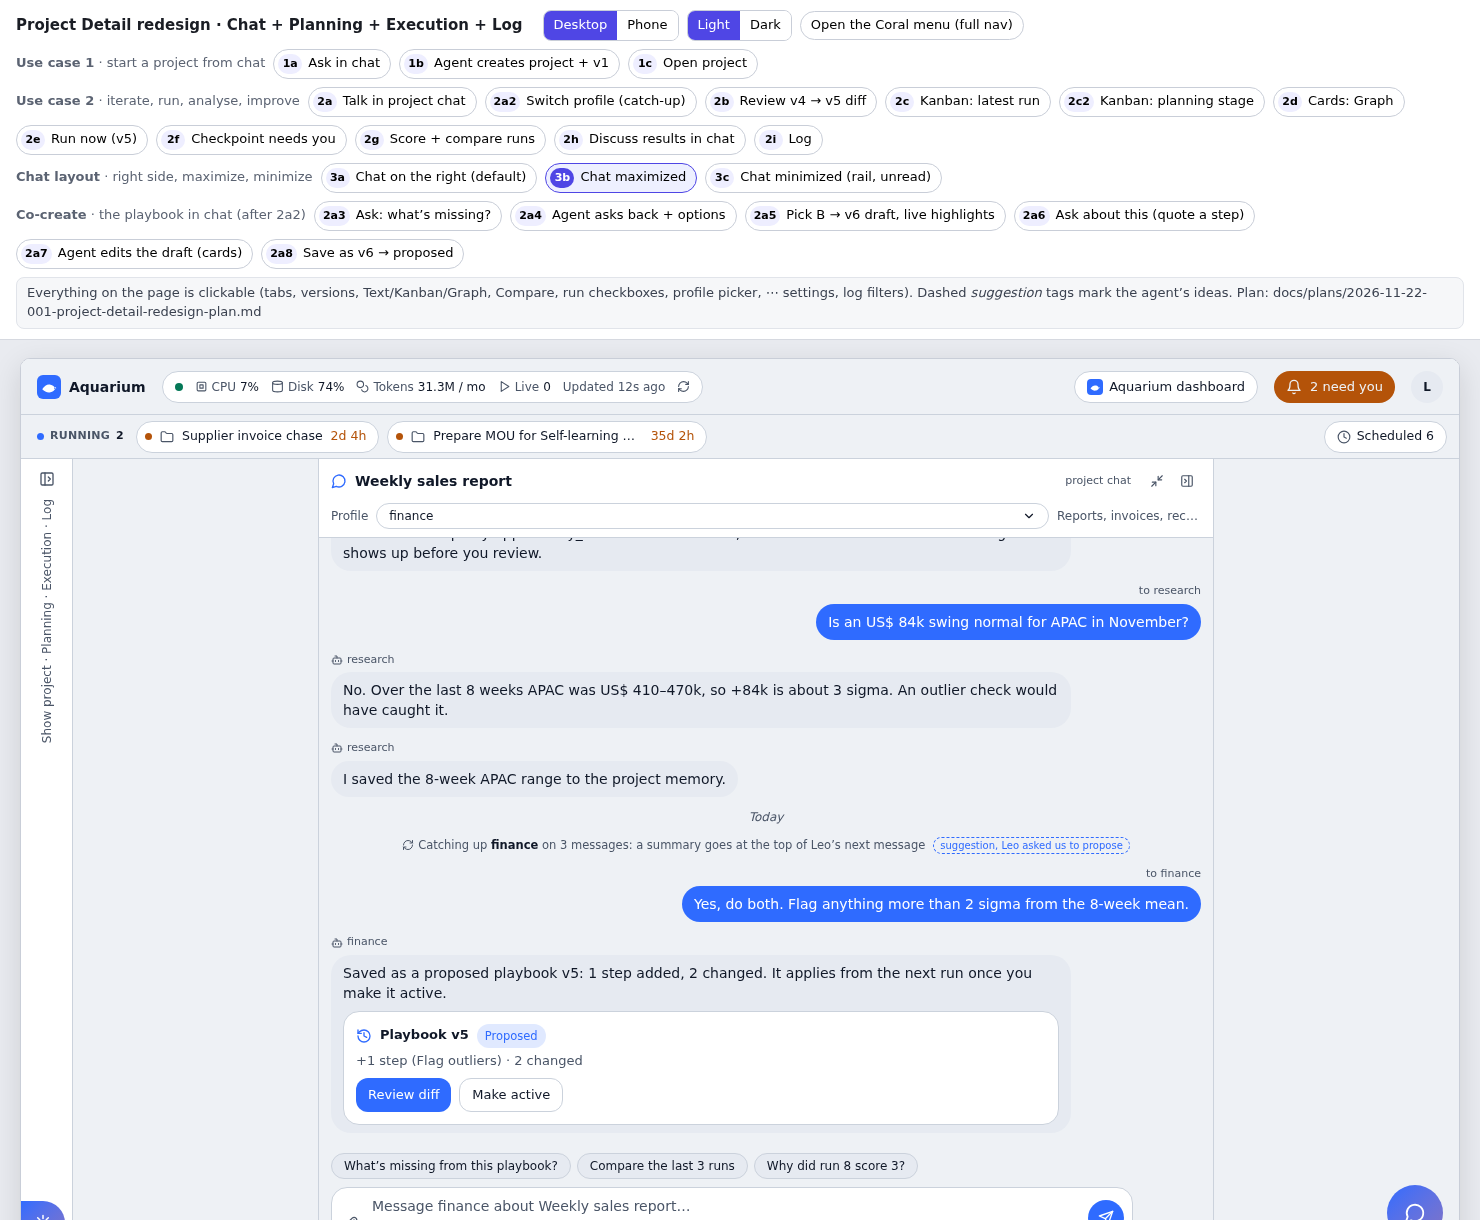 Project Detail redesign · Chat + Planning + Execution + Log
Desktop Phone
Light Dark
Open the Coral menu (full nav)
Use case 1 · start a project from chat 1a Ask in chat 1b Agent creates project + v1 1c Open project
Use case 2 · iterate, run, analyse, improve 2a Talk in project chat 2a2 Switch profile (catch-up) 2b Review v4 → v5 diff 2c Kanban: latest run 2c2 Kanban: planning stage 2d Cards: Graph
2e Run now (v5) 2f Checkpoint needs you 2g Score + compare runs 2h Discuss results in chat 2i Log
Chat layout · right side, maximize, minimize 3a Chat on the right (default) 3b Chat maximized 3c Chat minimized (rail, unread)
Co-create · the playbook in chat (after 2a2) 2a3 Ask: what's missing? 2a4 Agent asks back + options 2a5 Pick B → v6 draft, live highlights 2a6 Ask about this (quote a step)
2a7 Agent edits the draft (cards) 2a8 Save as v6 → proposed
Everything on the page is clickable (tabs, versions, Text/Kanban/Graph, Compare, run checkboxes, profile picker, ··· settings, log filters). Dashed suggestion tags mark the agent's ideas. Plan: docs/plans/2026-11-22-
001-project-detail-redesign-plan.md
Aquarium CPU 7% Disk 74% Tokens 31.3M / mo Live 0 Updated 12s ago Aquarium dashboard 2 need you L
RUNNING 2 Supplier invoice chase 2d 4h Prepare MOU for Self-learning ... 35d 2h Scheduled 6
Show project · Planning · Execution · Log
Weekly sales report project chat
Profile finance Reports, invoices, rec...
shows up before you review.
to research
Is an US$ 84k swing normal for APAC in November?
research
No. Over the last 8 weeks APAC was US$ 410–470k, so +84k is about 3 sigma. An outlier check would
have caught it.
research
I saved the 8-week APAC range to the project memory.
Today
Catching up finance on 3 messages: a summary goes at the top of Leo's next message suggestion, Leo asked us to propose
to finance
Yes, do both. Flag anything more than 2 sigma from the 8-week mean.
finance
Saved as a proposed playbook v5: 1 step added, 2 changed. It applies from the next run once you
make it active.
Playbook v5 Proposed
+1 step (Flag outliers) · 2 changed
Review diff Make active
What's missing from this playbook? Compare the last 3 runs Why did run 8 score 3?
Message finance about Weekly sales report...